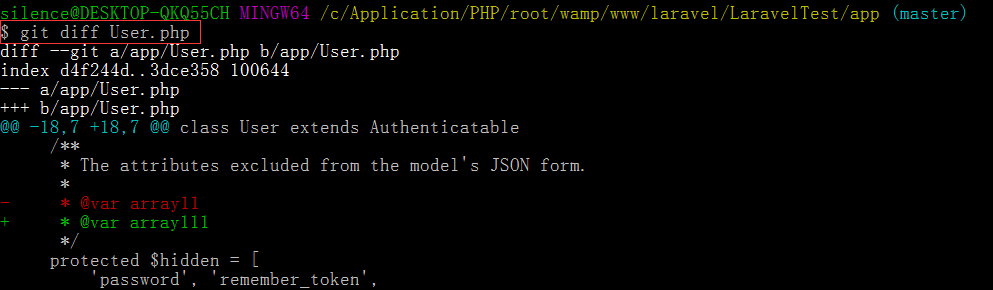 silence@DESKTOP-QKQ55CH MINGW64 /c/Application/PHP/root/wamp/www/laravel/LaravelTest/app (master)
$ git diff User.php
diff --git a/app/User.php b/app/User.php
index d4f244d..3dce358 100644
--- a/app/User.php
+++ b/app/User.php
@@ -18,7 +18,7 @@ class User extends Authenticatable
     /**
      * The attributes excluded from the model's JSON form.
      *
-     * @var array11
+     * @var array111
      */
     protected $hidden = [
         'password', 'remember_token',